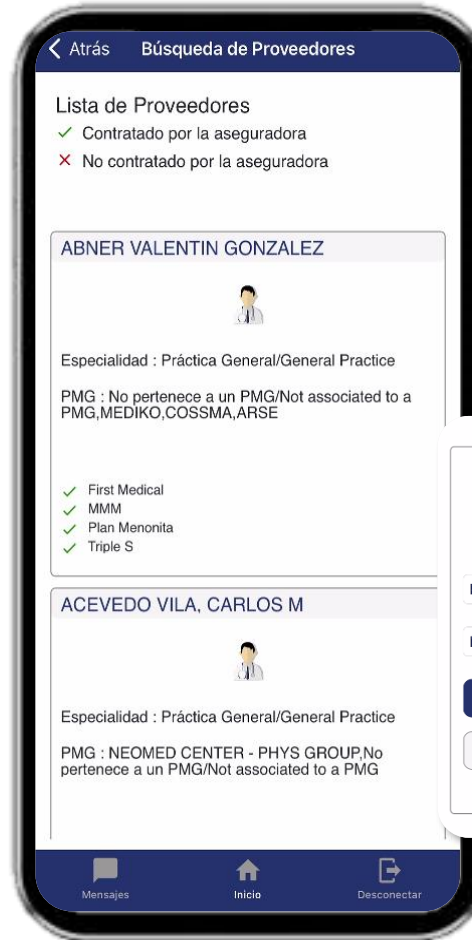 Atrás Búsqueda de Proveedores
Lista de Proveedores
Contratado por la aseguradora
No contratado por la aseguradora
ABNER VALENTIN GONZALEZ
Especialidad : Práctica General/General Practice
PMG : No pertenece a un PMG/Not associated to a
PMG,MEDIKO,COSSMA,ARSE
First Medical
MMM
Plan Menonita
Triple S
ACEVEDO VILA, CARLOS M
Especialidad : Práctica General/General Practice
PMG : NEOMED CENTER - PHYS GROUP,No
pertenece a un PMG/Not associated to a PMG
Mensajes Inicio Desconectar